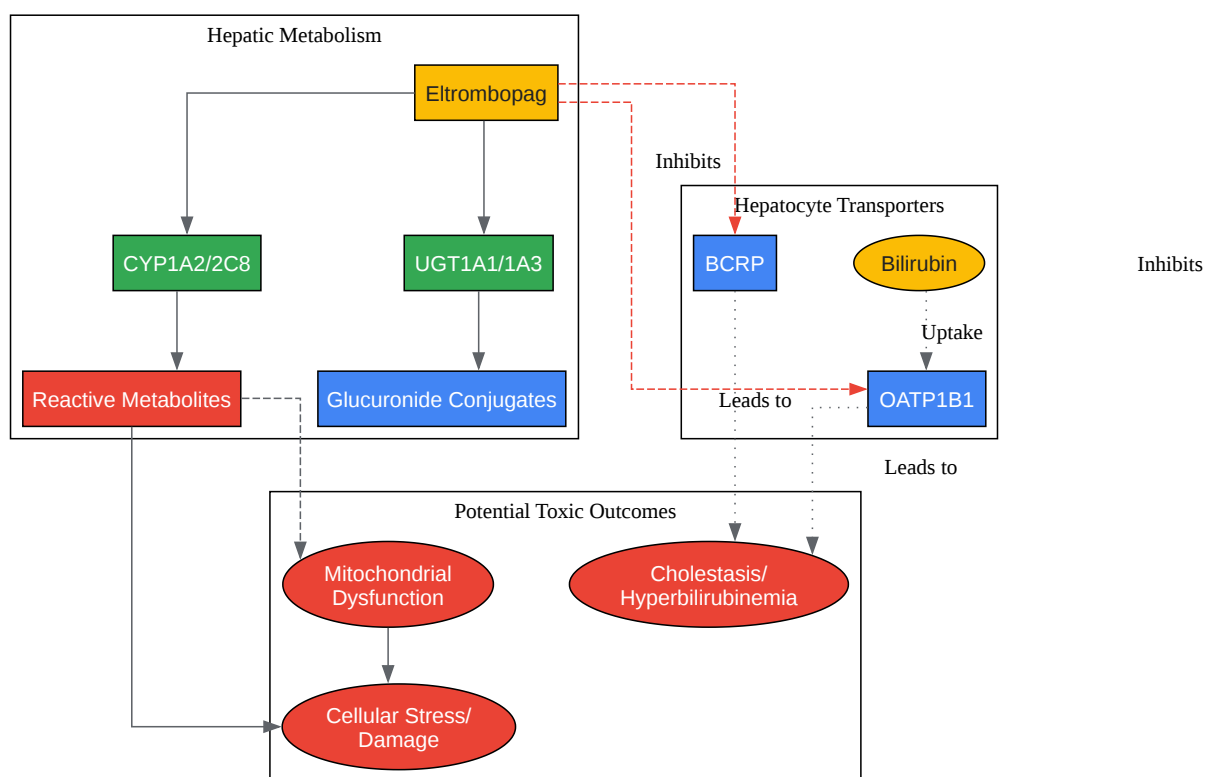 Hepatic Metabolism
Eltrombopag
Inhibits
Hepatocyte Transporters
CYP1A2/2C8
UGT1A1/1A3
BCRP
Bilirubin
Inhibits
Uptake
Reactive Metabolites
Glucuronide Conjugates
Leads to
OATP1B1
Leads to
Potential Toxic Outcomes
Mitochondrial
Dysfunction
Cholestasis/
Hyperbilirubinemia
Cellular Stress/
Damage